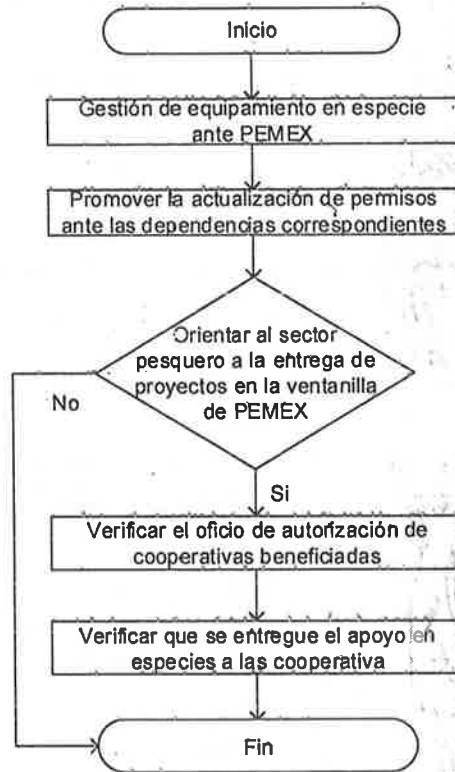 Inicio
Gestión de equipamiento en especie
ante PEMEX
Promover la actualización de permisos
ante las dependencias correspondientes
Orientar al sector
pesquero a la entrega de
proyectos en la ventanilla
de PEMEX
No
Si
Verificar el oficio de autorización de
cooperativas beneficiadas
Verificar que se entregue el apoyo en
especies a las cooperativa
Fin